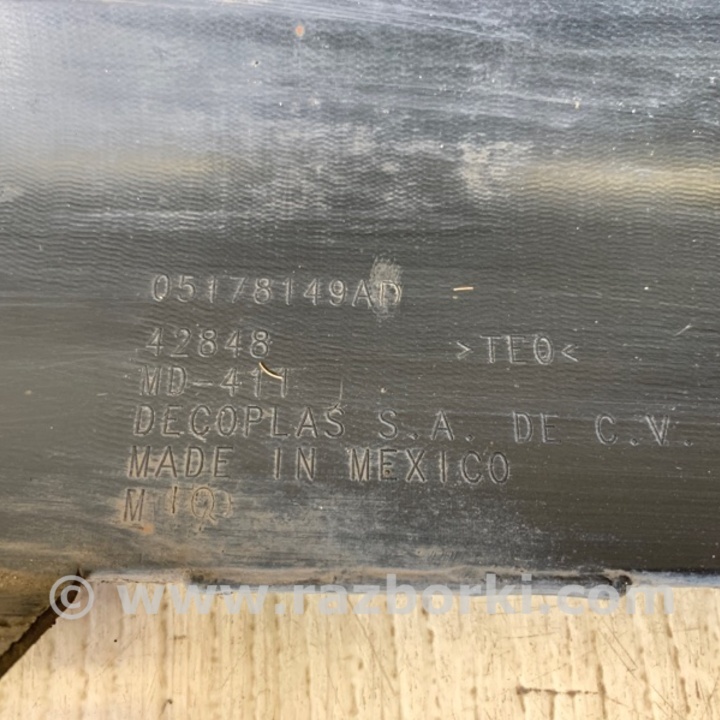 05178149AD
42848 >TEO<
MD-411
DECOPLAS S.A. DE C.V.
MADE IN MEXICO
M
© www.razborki.com